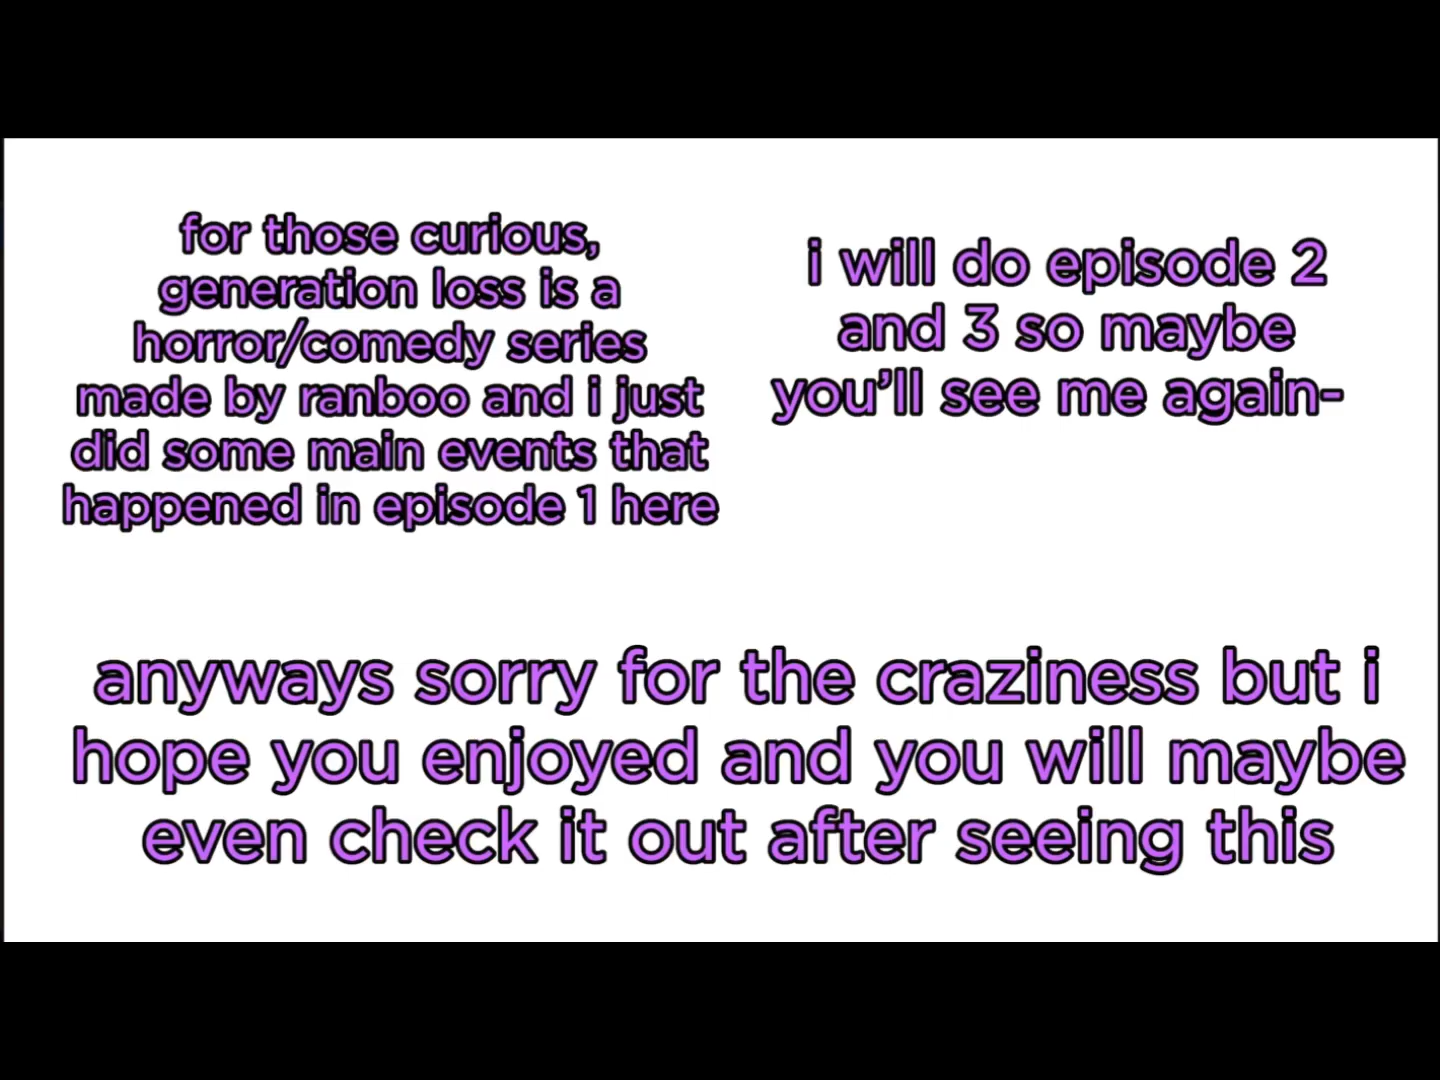 for those curious,
generation loss is a
horror/comedy series
made by ranboo and i just
did some main events that
happened in episode 1 here
i will do episode 2
and 3 so maybe
you’ll see me again-
anyways sorry for the craziness but i
hope you enjoyed and you will maybe
even check it out after seeing this